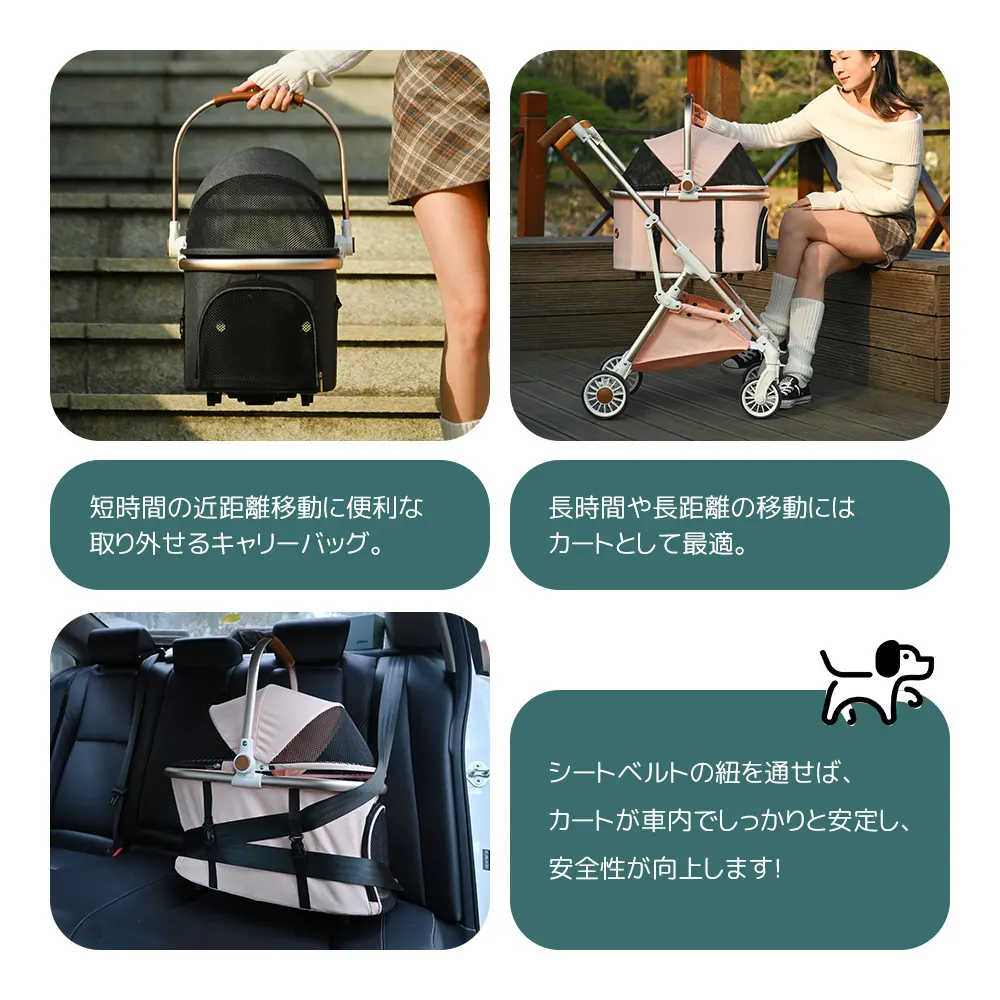 短時間の近距離移動に便利な
取り外せるキャリーバッグ。
長時間や長距離の移動には
カートとして最適。
シートベルトの紐を通せば、
カートが車内でしっかりと安定し、
安全性が向上します!